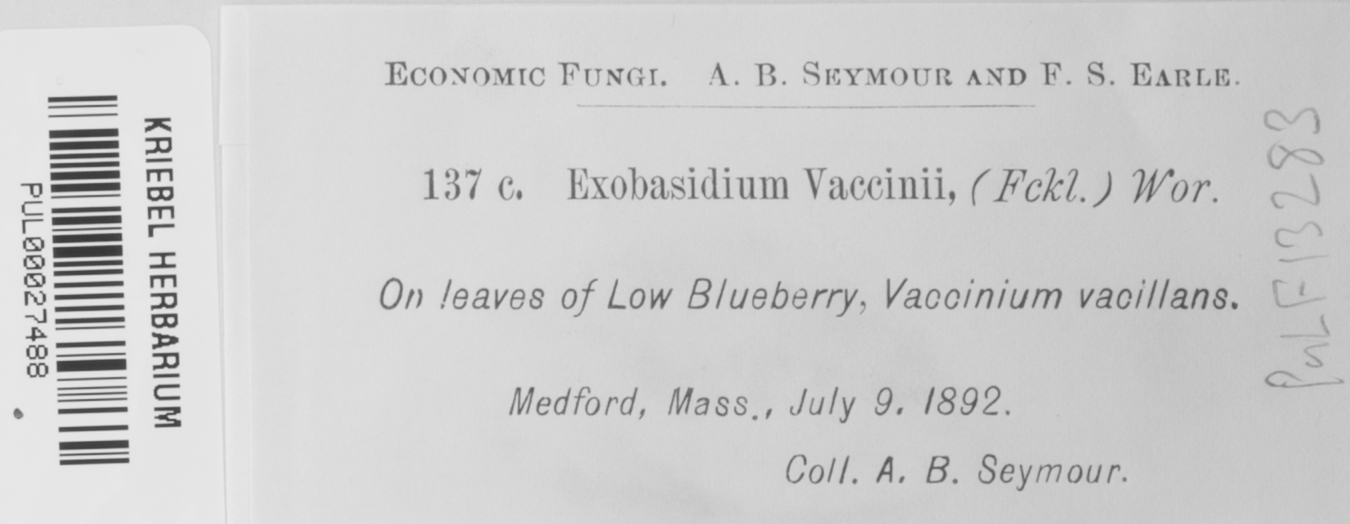 ECONOMIC FUNGI. A. B. SEYMOUR AND F. S. EARLE.
137 c. Exobasidium Vaccinii, (Fckl.) Wor.
On leaves of Low Blueberry, Vaccinium vacillans.
Medford, Mass., July 9. 1892.
Coll. A. B. Seymour.
KRIEBEL HERBARIUM
PUL00027488
PULF13283